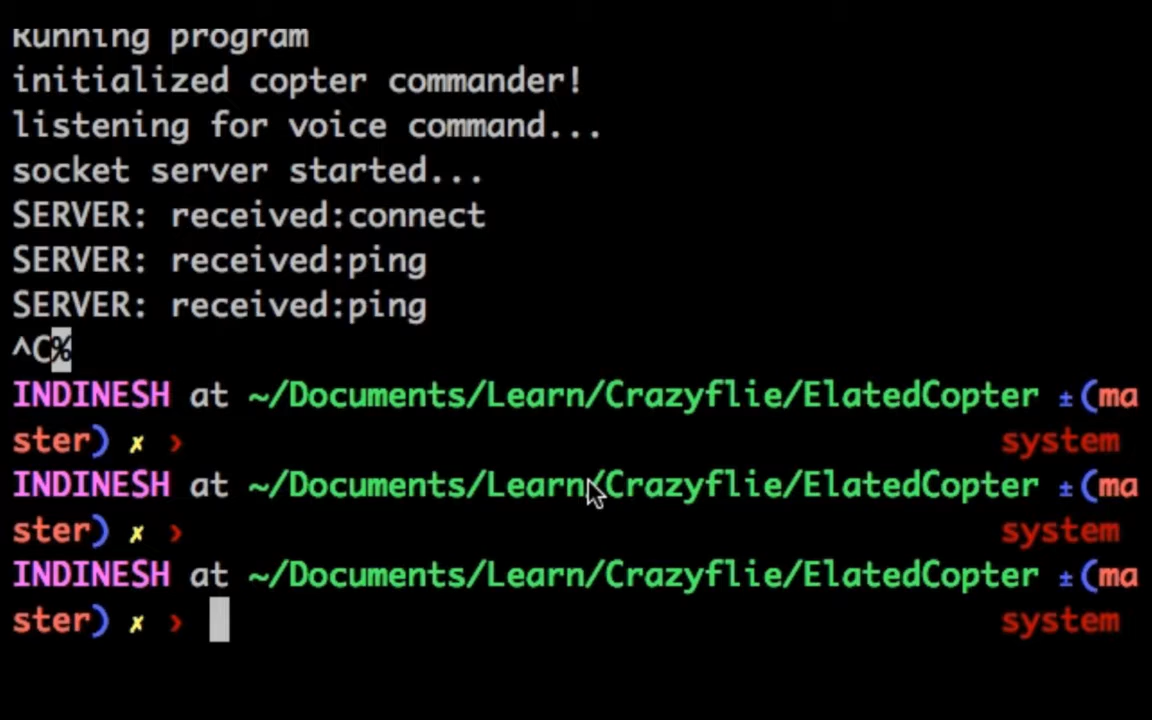 Running program
initialized copter commander!
listening for voice command...
socket server started...
SERVER: received:connect
SERVER: received:ping
SERVER: received:ping
^C%
INDINESH at ~/Documents/Learn/Crazyflie/ElatedCopter ±(ma
ster) ✗ › system
INDINESH at ~/Documents/Learn/Crazyflie/ElatedCopter ±(ma
ster) ✗ › system
INDINESH at ~/Documents/Learn/Crazyflie/ElatedCopter ±(ma
ster) ✗ › system